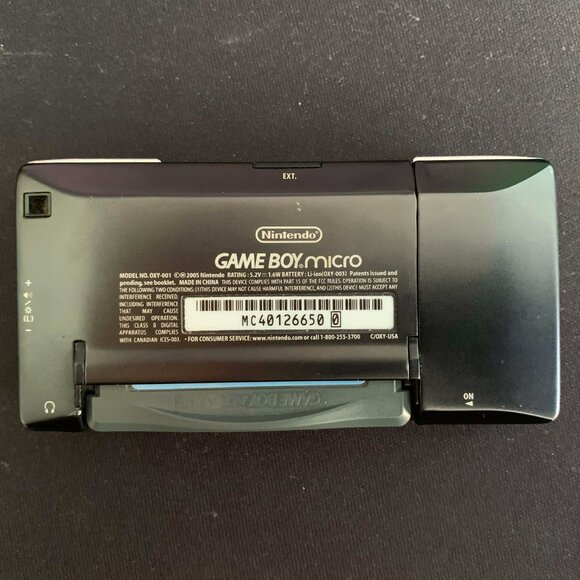 EXT.
Nintendo
GAME BOY micro
MODEL NO. OXY-001 ©Ⓜ2005 Nintendo RATING : 5.2V⎓ 1.6W BATTERY : Li-ion(OXY-003) Patents issued and
pending, see booklet. MADE IN CHINA THIS DEVICE COMPLIES WITH PART 15 OF THE FCC RULES. OPERATION IS SUBJECT TO
THE FOLLOWING TWO CONDITIONS: (1)THIS DEVICE MAY NOT CAUSE HARMFUL INTERFERENCE, AND (2)THIS DEVICE MUST ACCEPT ANY
INTERFERENCE RECEIVED,
INCLUDING INTERFERENCE
THAT MAY CAUSE
UNDESIRED OPERATION.
THIS CLASS B DIGITAL
APPARATUS COMPLIES
WITH CANADIAN ICES-003.
MC40126650 0
• FOR CONSUMER SERVICE: www.nintendo.com or call 1-800-255-3700 C/OXY-USA
GAME BOY ADVANCE
ON